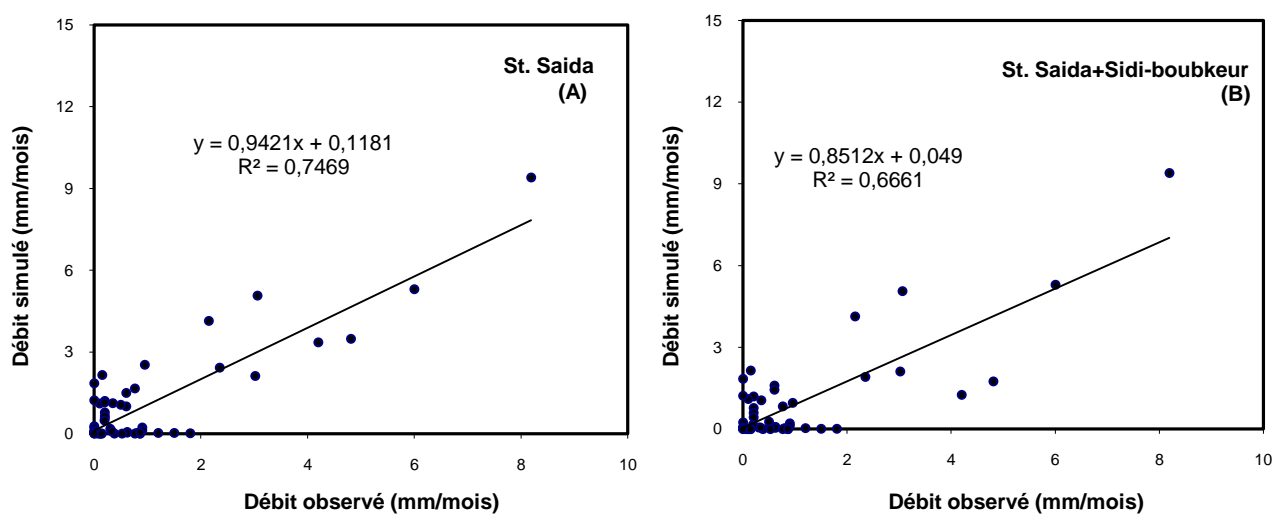 15
12
9
6
3
0
0
2
4
6
8
10
Débit simulé (mm/mois)
Débit observé (mm/mois)
St. Saida
(A)
y = 0,9421x + 0,1181
R² = 0,7469
15
12
9
6
3
0
0
2
4
6
8
10
Débit simulé (mm/mois)
Débit observé (mm/mois)
St. Saida+Sidi-boubkeur
(B)
y = 0,8512x + 0,049
R² = 0,6661